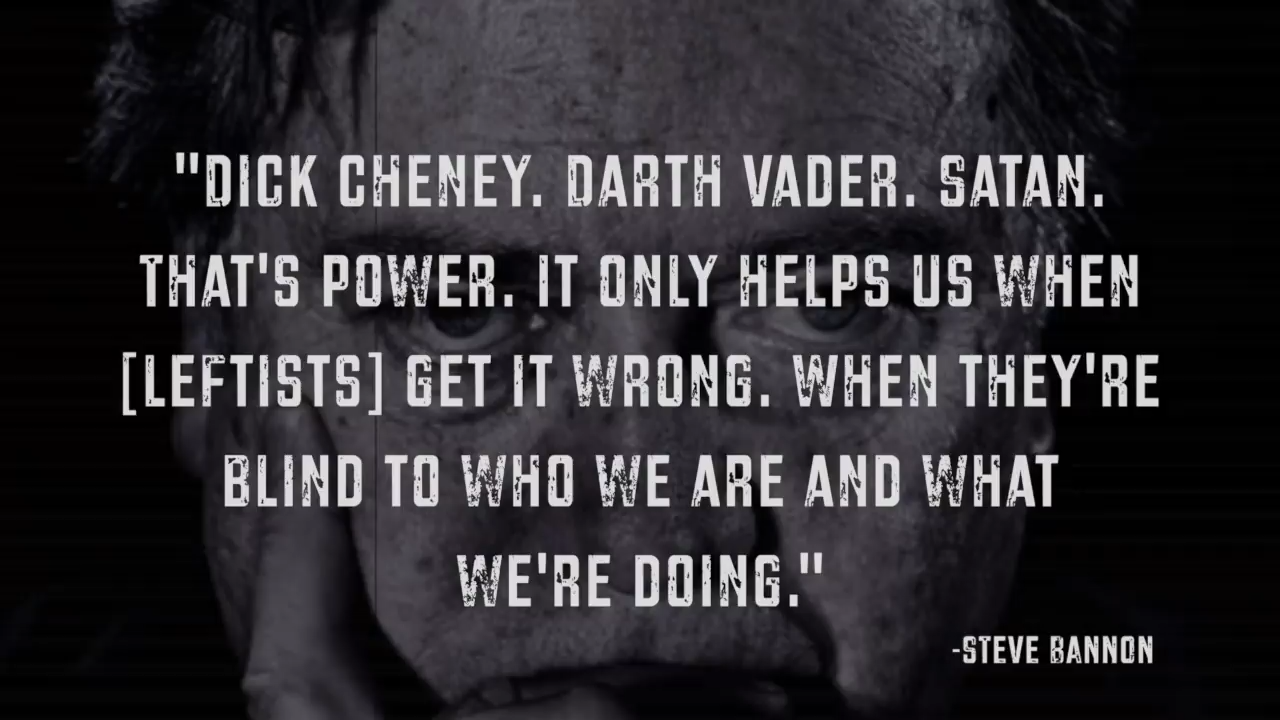 "DICK CHENEY. DARTH VADER. SATAN.
THAT'S POWER. IT ONLY HELPS US WHEN
[LEFTISTS] GET IT WRONG. WHEN THEY'RE
BLIND TO WHO WE ARE AND WHAT
WE'RE DOING."
-STEVE BANNON